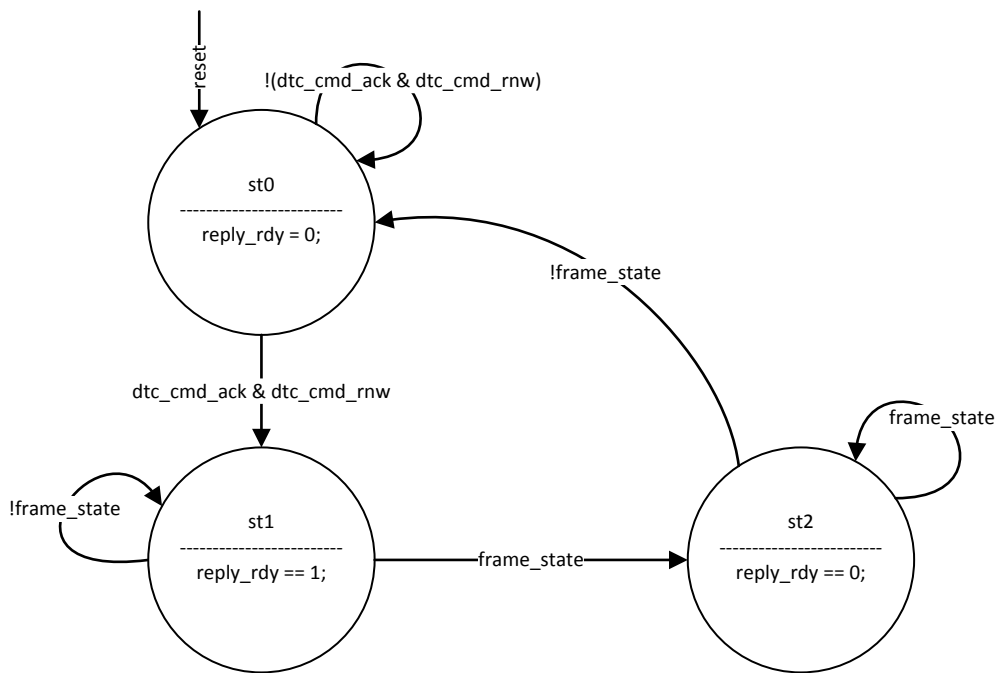 reset
!(dtc_cmd_ack & dtc_cmd_rnw)
st0
--------------------------
reply_rdy = 0;
!frame_state
dtc_cmd_ack & dtc_cmd_rnw
frame_state
!frame_state
st1
--------------------------
reply_rdy == 1;
frame_state
st2
--------------------------
reply_rdy == 0;